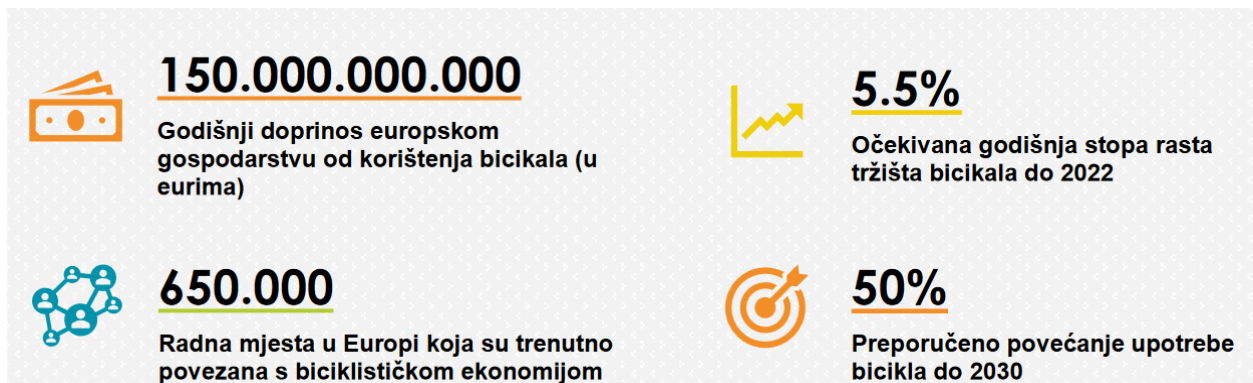 150.000.000.000
Godišnji doprinos europskom
gospodarstvu od korištenja bicikala (u
eurima)
5.5%
Očekivana godišnja stopa rasta
tržišta bicikala do 2022
650.000
Radna mjesta u Europi koja su trenutno
povezana s biciklističkom ekonomijom
50%
Preporučeno povećanje upotrebe
bicikla do 2030